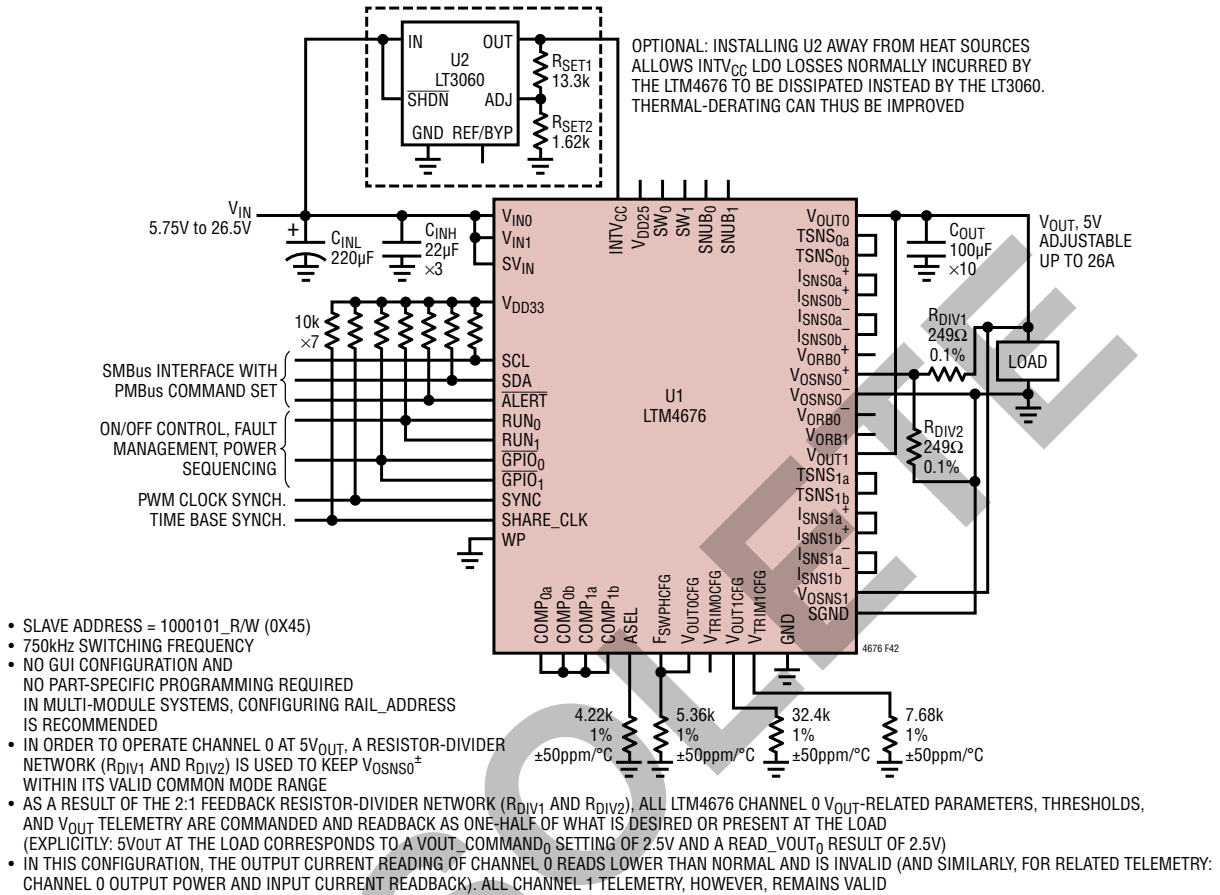 IN
OUT
U2
LT3060
SHDN
ADJ
GND
REF/BYP
RSET1
13.3k
RSET2
1.62k
OPTIONAL: INSTALLING U2 AWAY FROM HEAT SOURCES
ALLOWS INTVCC LDO LOSSES NORMALLY INCURRED BY
THE LTM4676 TO BE DISSIPATED INSTEAD BY THE LT3060.
THERMAL-DERATING CAN THUS BE IMPROVED
VIN
5.75V to 26.5V
+
CINL
220µF
CINH
22µF
×3
VIN0
VIN1
SVIN
VDD33
INTVCC
VDD25
SW0
SW1
SNUB0
SNUB1
10k
×7
SMBus INTERFACE WITH
PMBus COMMAND SET
ON/OFF CONTROL, FAULT
MANAGEMENT, POWER
SEQUENCING
PWM CLOCK SYNCH.
TIME BASE SYNCH.
SCL
SDA
ALERT
RUN0
RUN1
GPIO0
GPIO1
SYNC
SHARE_CLK
WP
U1
LTM4676
VOUT0
TSNS0a
TSNS0b
ISNS0a+
ISNS0b+
ISNS0a–
ISNS0b–
VORB0+
VOSNS0+
VOSNS0–
VORB0–
VORB1
VOUT1
TSNS1a
TSNS1b
ISNS1a+
ISNS1b+
ISNS1a–
ISNS1b–
VOSNS1
SGND
COUT
100µF
×10
VOUT, 5V
ADJUSTABLE
UP TO 26A
RDIV1
249Ω
0.1%
LOAD
RDIV2
249Ω
0.1%
COMP0a
COMP0b
COMP1a
COMP1b
ASEL
FSWPHCFG
VOUT0CFG
VTRIM0CFG
VOUT1CFG
VTRIM1CFG
GND
4676 F42
4.22k
1%
±50ppm/°C
5.36k
1%
±50ppm/°C
32.4k
1%
±50ppm/°C
7.68k
1%
±50ppm/°C
• SLAVE ADDRESS = 1000101_R/W (0X45)
• 750kHz SWITCHING FREQUENCY
• NO GUI CONFIGURATION AND
NO PART-SPECIFIC PROGRAMMING REQUIRED
IN MULTI-MODULE SYSTEMS, CONFIGURING RAIL_ADDRESS
IS RECOMMENDED
• IN ORDER TO OPERATE CHANNEL 0 AT 5VOUT, A RESISTOR-DIVIDER
NETWORK (RDIV1 AND RDIV2) IS USED TO KEEP VOSNS0±
WITHIN ITS VALID COMMON MODE RANGE
• AS A RESULT OF THE 2:1 FEEDBACK RESISTOR-DIVIDER NETWORK (RDIV1 AND RDIV2), ALL LTM4676 CHANNEL 0 VOUT-RELATED PARAMETERS, THRESHOLDS,
AND VOUT TELEMETRY ARE COMMANDED AND READBACK AS ONE-HALF OF WHAT IS DESIRED OR PRESENT AT THE LOAD
(EXPLICITLY: 5VOUT AT THE LOAD CORRESPONDS TO A VOUT_COMMAND0 SETTING OF 2.5V AND A READ_VOUT0 RESULT OF 2.5V)
• IN THIS CONFIGURATION, THE OUTPUT CURRENT READING OF CHANNEL 0 READS LOWER THAN NORMAL AND IS INVALID (AND SIMILARLY, FOR RELATED TELEMETRY:
CHANNEL 0 OUTPUT POWER AND INPUT CURRENT READBACK). ALL CHANNEL 1 TELEMETRY, HOWEVER, REMAINS VALID